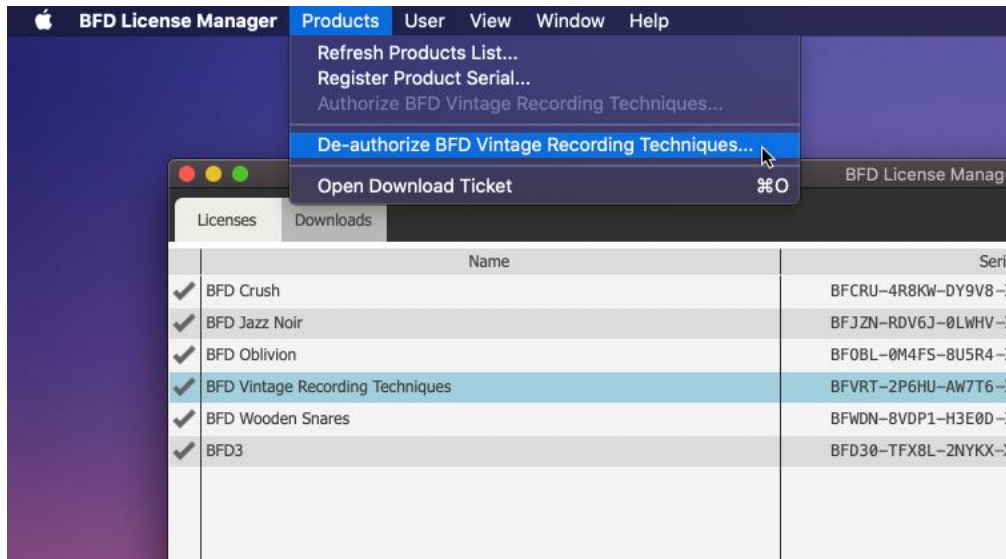 BFD License Manager Products User View Window Help
Refresh Products List...
Register Product Serial...
Authorize BFD Vintage Recording Techniques...
De-authorize BFD Vintage Recording Techniques...
Open Download Ticket ⌘O
BFD License Manag
Licenses Downloads
Name Seri
BFD Crush BFCRU-4R8KW-DY9V8-
BFD Jazz Noir BFJZN-RDV6J-0LWHV-
BFD Oblivion BFOBL-0M4FS-8U5R4-
BFD Vintage Recording Techniques BFVRT-2P6HU-AW7T6-
BFD Wooden Snares BFWDN-8VDP1-H3E0D-
BFD3 BFD30-TFX8L-2NYKX-